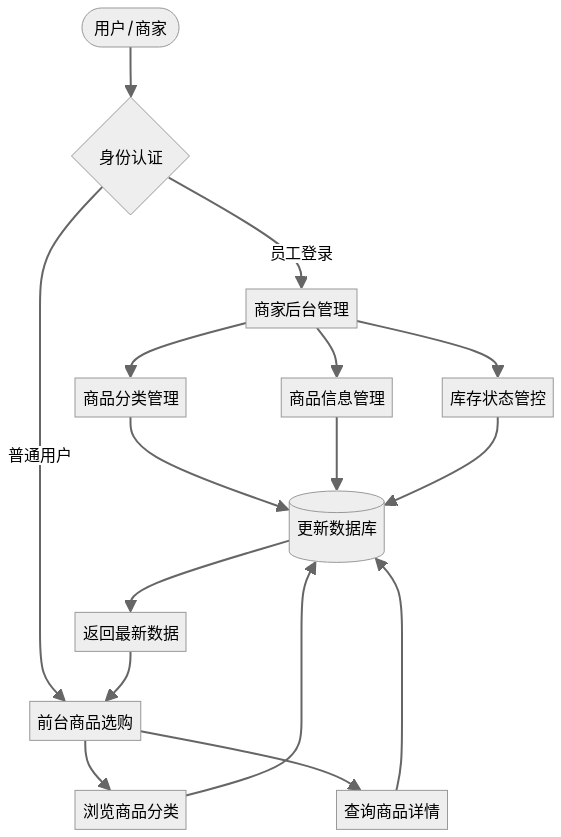 用户/商家
身份认证
员工登录
商家后台管理
商品分类管理
商品信息管理
库存状态管控
普通用户
更新数据库
返回最新数据
前台商品选购
浏览商品分类
查询商品详情